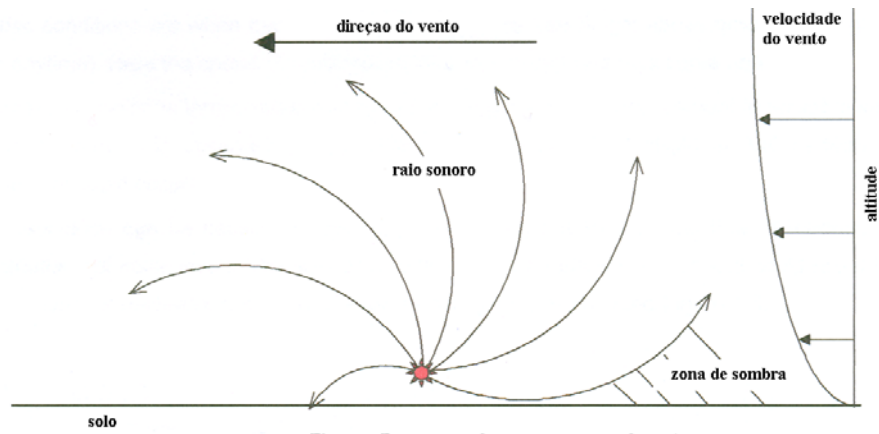 direçao do vento
velocidade
do vento
raio sonoro
altitude
zona de sombra
solo